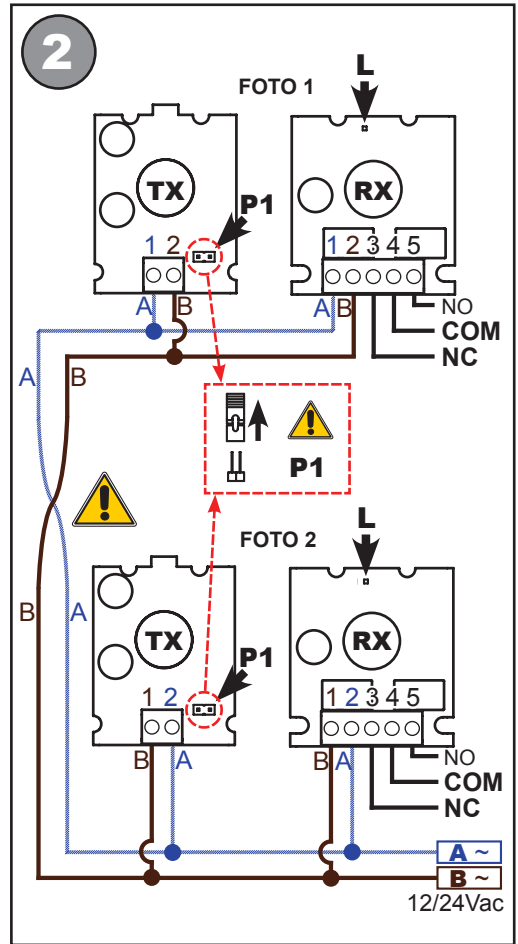 2
FOTO 1
L
TX
RX
P1
1 2
1 2 3 4 5
A B
A B
NO
COM
NC
A B
P1
FOTO 2
L
B A
TX
RX
P1
1 2
1 2 3 4 5
B A
B A
NO
COM
NC
A ~
B ~
12/24Vac